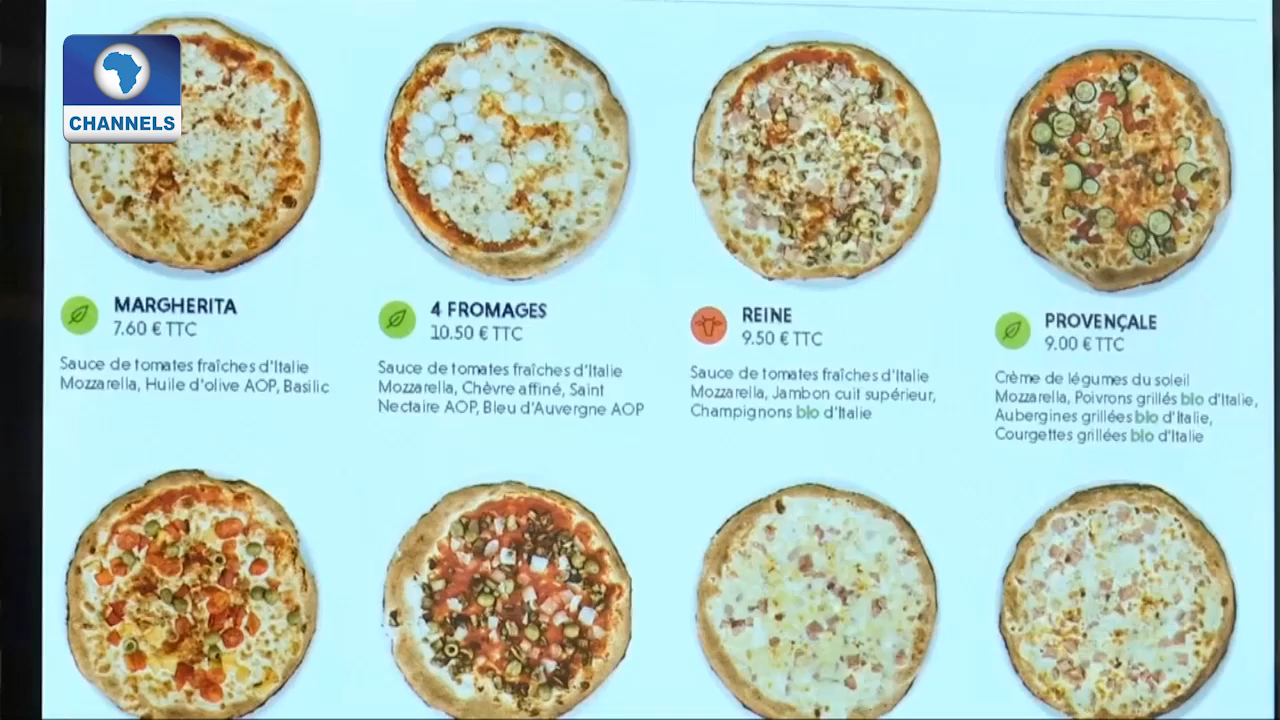 CHANNELS
MARGHERITA
7.60 € TTC
Sauce de tomates fraîches d'Italie
Mozzarella, Huile d'olive AOP, Basilic
4 FROMAGES
10.50 € TTC
Sauce de tomates fraîches d'Italie
Mozzarella, Chèvre affiné, Saint
Nectaire AOP, Bleu d'Auvergne AOP
REINE
9.50 € TTC
Sauce de tomates fraîches d'Italie
Mozzarella, Jambon cuit supérieur,
Champignons bio d'Italie
PROVENÇALE
9.00 € TTC
Crème de légumes du soleil
Mozzarella, Poivrons grillés bio d'Italie,
Aubergines grillées bio d'Italie,
Courgettes grillées bio d'Italie